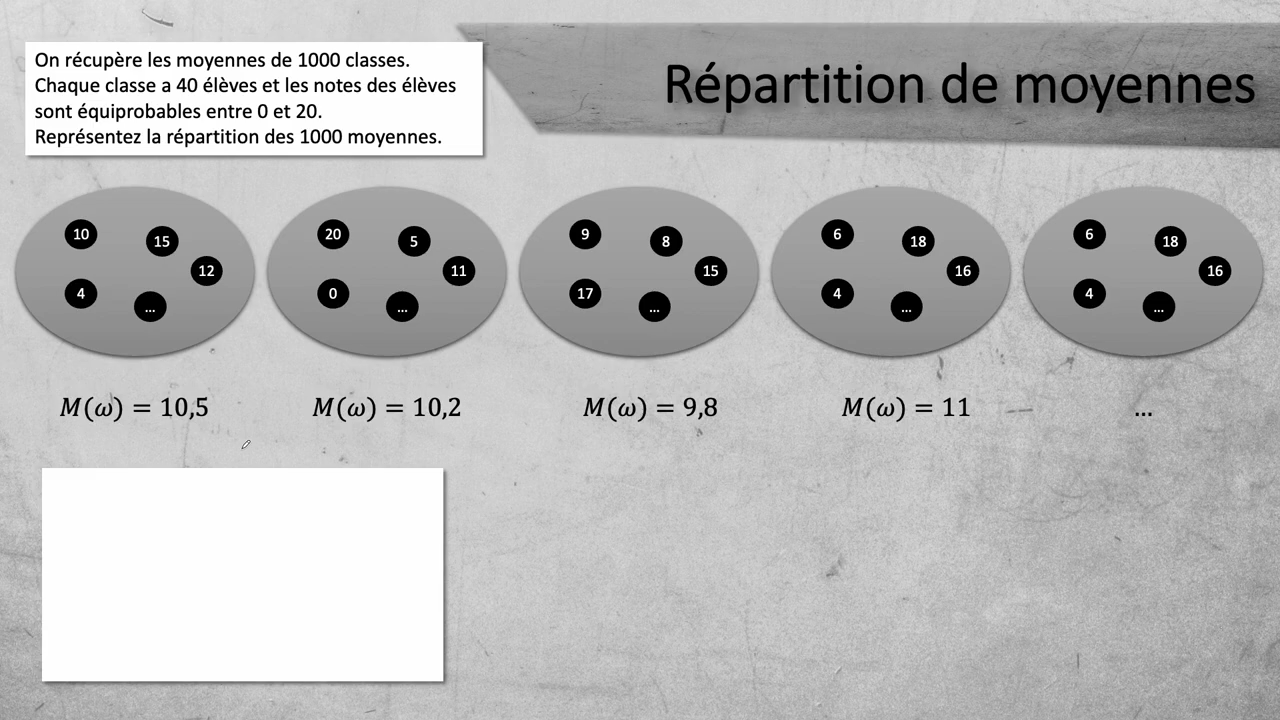 On récupère les moyennes de 1000 classes.
Chaque classe a 40 élèves et les notes des élèves
sont équiprobables entre 0 et 20.
Représentez la répartition des 1000 moyennes.
Répartition de moyennes
10 15 12 4 ...
20 5 11 0 ...
9 8 15 17 ...
6 18 16 4 ...
6 18 16 4 ...
M(ω) = 10,5
M(ω) = 10,2
M(ω) = 9,8
M(ω) = 11
...